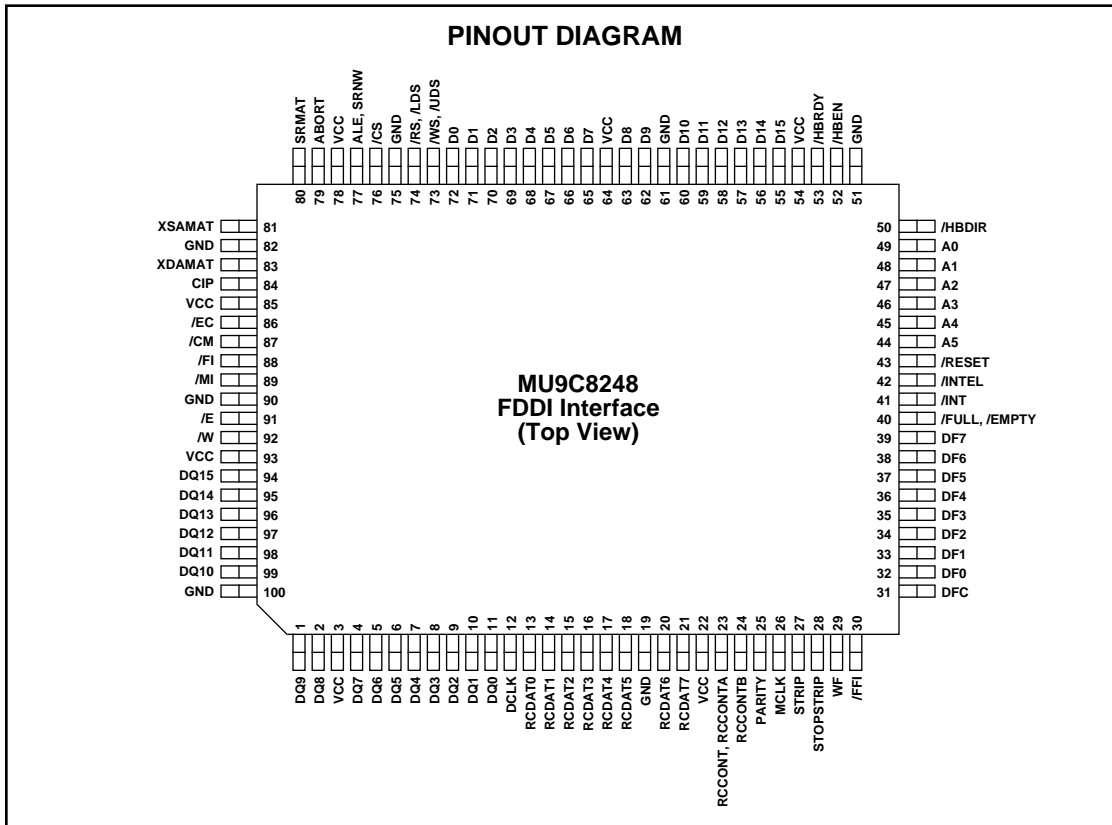 PINOUT DIAGRAM
SRMAT
ABORT
VCC
ALE, SRNW
/CS
GND
/RS, /LDS
/WS, /UDS
D0
D1
D2
D3
D4
D5
D6
D7
VCC
D8
D9
GND
D10
D11
D12
D13
D14
D15
VCC
/HBRDY
/HBEN
GND
80
79
78
77
76
75
74
73
72
71
70
69
68
67
66
65
64
63
62
61
60
59
58
57
56
55
54
53
52
51
XSAMAT 81
GND 82
XDAMAT 83
CIP 84
VCC 85
/EC 86
/CM 87
/FI 88
/MI 89
GND 90
/E 91
/W 92
VCC 93
DQ15 94
DQ14 95
DQ13 96
DQ12 97
DQ11 98
DQ10 99
GND 100
MU9C8248
FDDI Interface
(Top View)
50 /HBDIR
49 A0
48 A1
47 A2
46 A3
45 A4
44 A5
43 /RESET
42 /INTEL
41 /INT
40 /FULL, /EMPTY
39 DF7
38 DF6
37 DF5
36 DF4
35 DF3
34 DF2
33 DF1
32 DF0
31 DFC
1
2
3
4
5
6
7
8
9
10
11
12
13
14
15
16
17
18
19
20
21
22
23
24
25
26
27
28
29
30
DQ9
DQ8
VCC
DQ7
DQ6
DQ5
DQ4
DQ3
DQ2
DQ1
DQ0
DCLK
RCDAT0
RCDAT1
RCDAT2
RCDAT3
RCDAT4
RCDAT5
GND
RCDAT6
RCDAT7
VCC
RCCONT, RCCONTA
RCCONTB
PARITY
MCLK
STRIP
STOPSTRIP
WF
/FFI